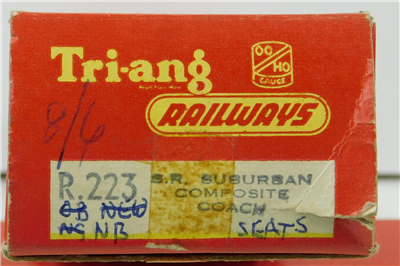 Tri-ang
OO
HO
GAUGE
RAILWAYS
8/6
R.223 S.R. SUBURBAN
COMPOSITE
COACH
NB SEATS